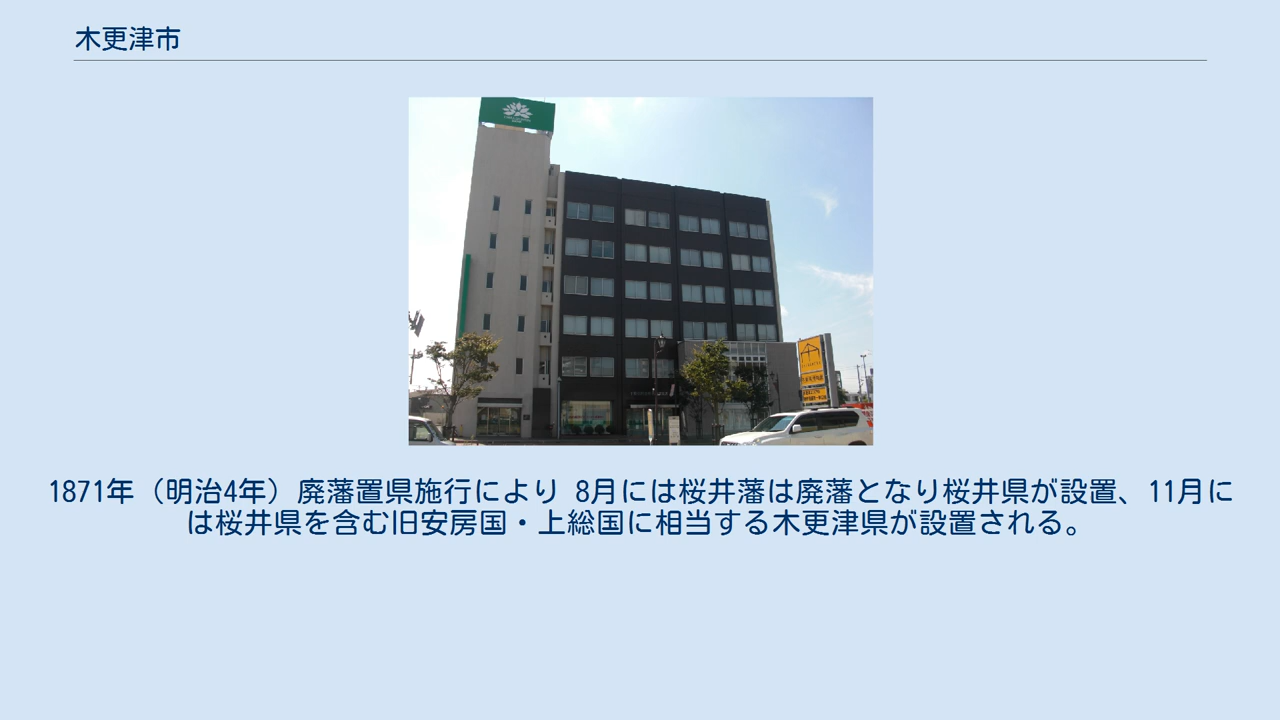 木更津市
1871年（明治4年）廃藩置県施行により 8月には桜井藩は廃藩となり桜井県が設置、11月に
は桜井県を含む旧安房国・上総国に相当する木更津県が設置される。